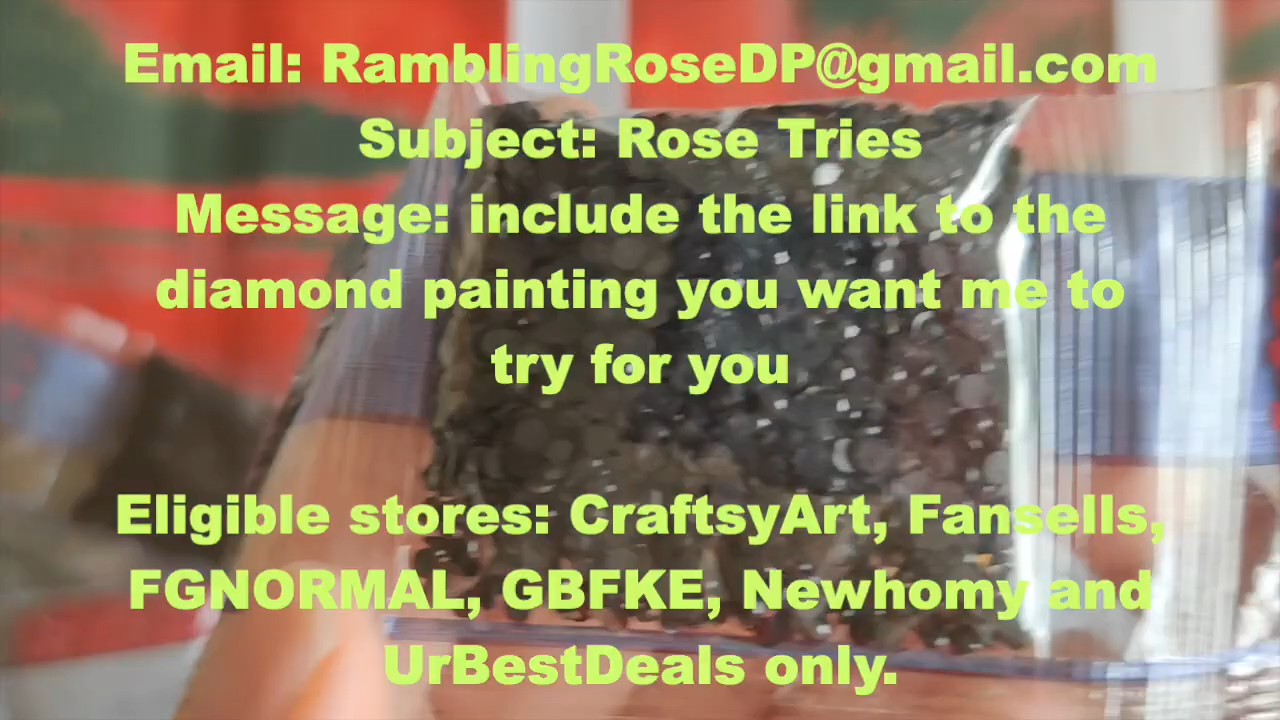 Email: RamblingRoseDP@gmail.com
Subject: Rose Tries
Message: include the link to the
diamond painting you want me to
try for you
Eligible stores: CraftsyArt, Fansells,
FGNORMAL, GBFKE, Newhomy and
UrBestDeals only.